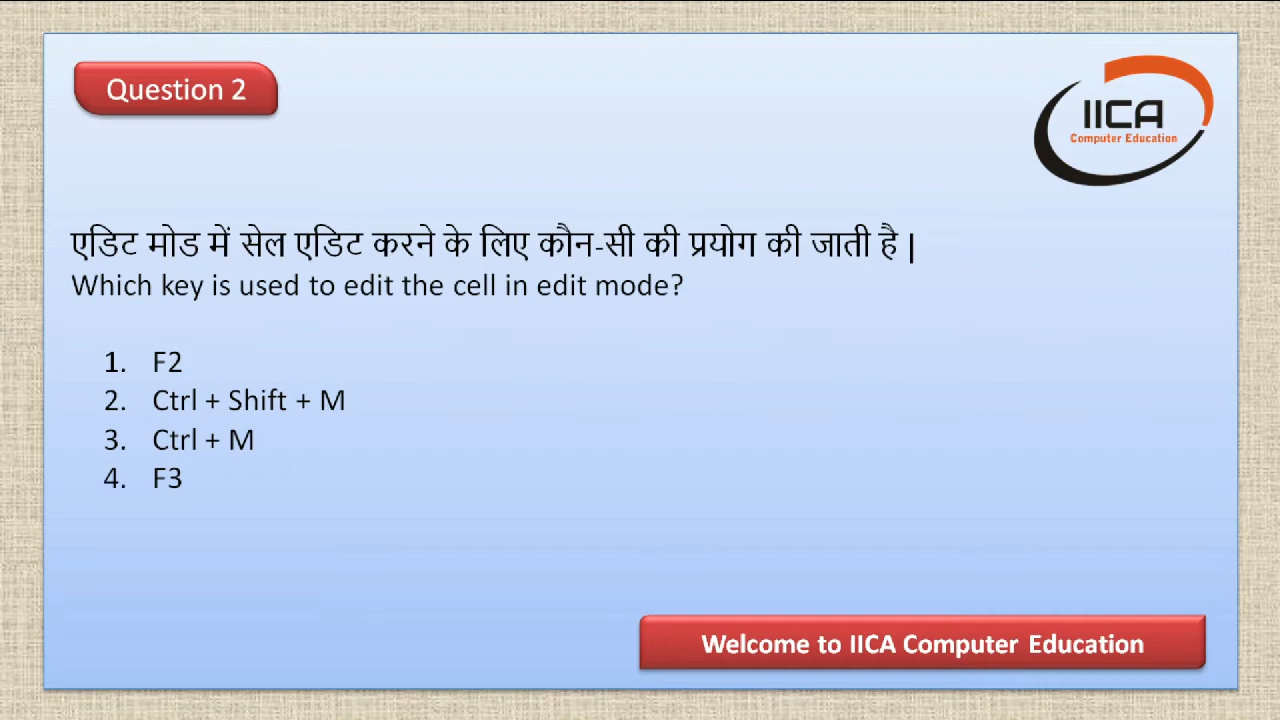 Question 2
IICA
Computer Education
एडिट मोड में सेल एडिट करने के लिए कौन-सी की प्रयोग की जाती है |
Which key is used to edit the cell in edit mode?
1. F2
2. Ctrl + Shift + M
3. Ctrl + M
4. F3
Welcome to IICA Computer Education